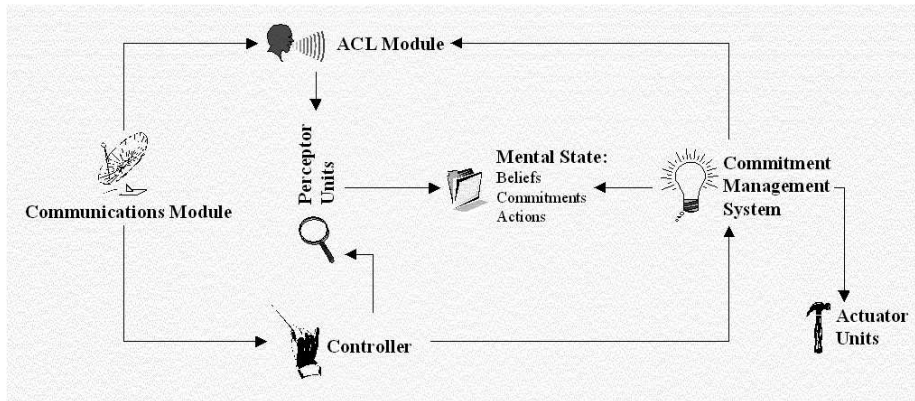 ACL Module
Perceptor
Units
Mental State:
Beliefs
Commitments
Actions
Commitment
Management
System
Communications Module
Controller
Actuator
Units